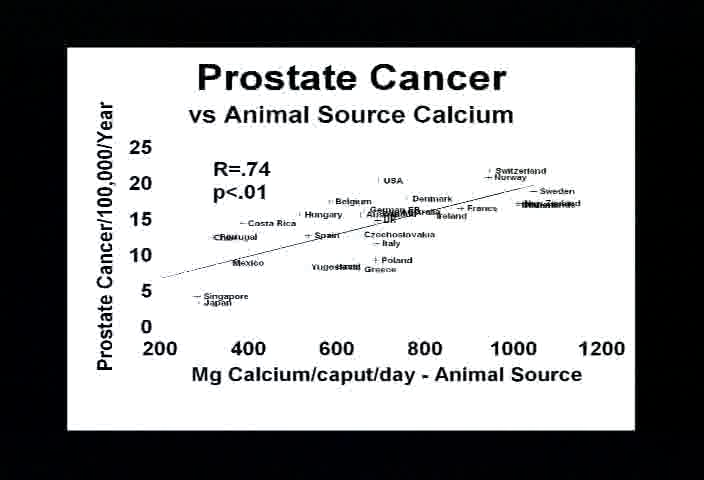 Prostate Cancer
vs Animal Source Calcium
Prostate Cancer/100,000/Year
25
20
15
10
5
0
R=.74
p<.01
Switzerland
Norway
USA
Sweden
Denmark
Belgium
France
Hungary
Ireland
UK
Costa Rica
Portugal
Spain
Czechoslovakia
Italy
Mexico
Poland
Greece
Singapore
Japan
200 400 600 800 1000 1200
Mg Calcium/caput/day - Animal Source